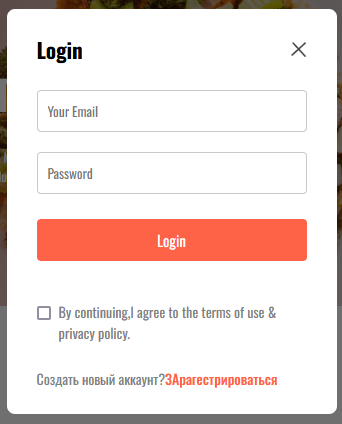 Login
Your Email
Password
Login
By continuing,I agree to the terms of use &
privacy policy.
Создать новый аккаунт?ЗАрагестрироваться